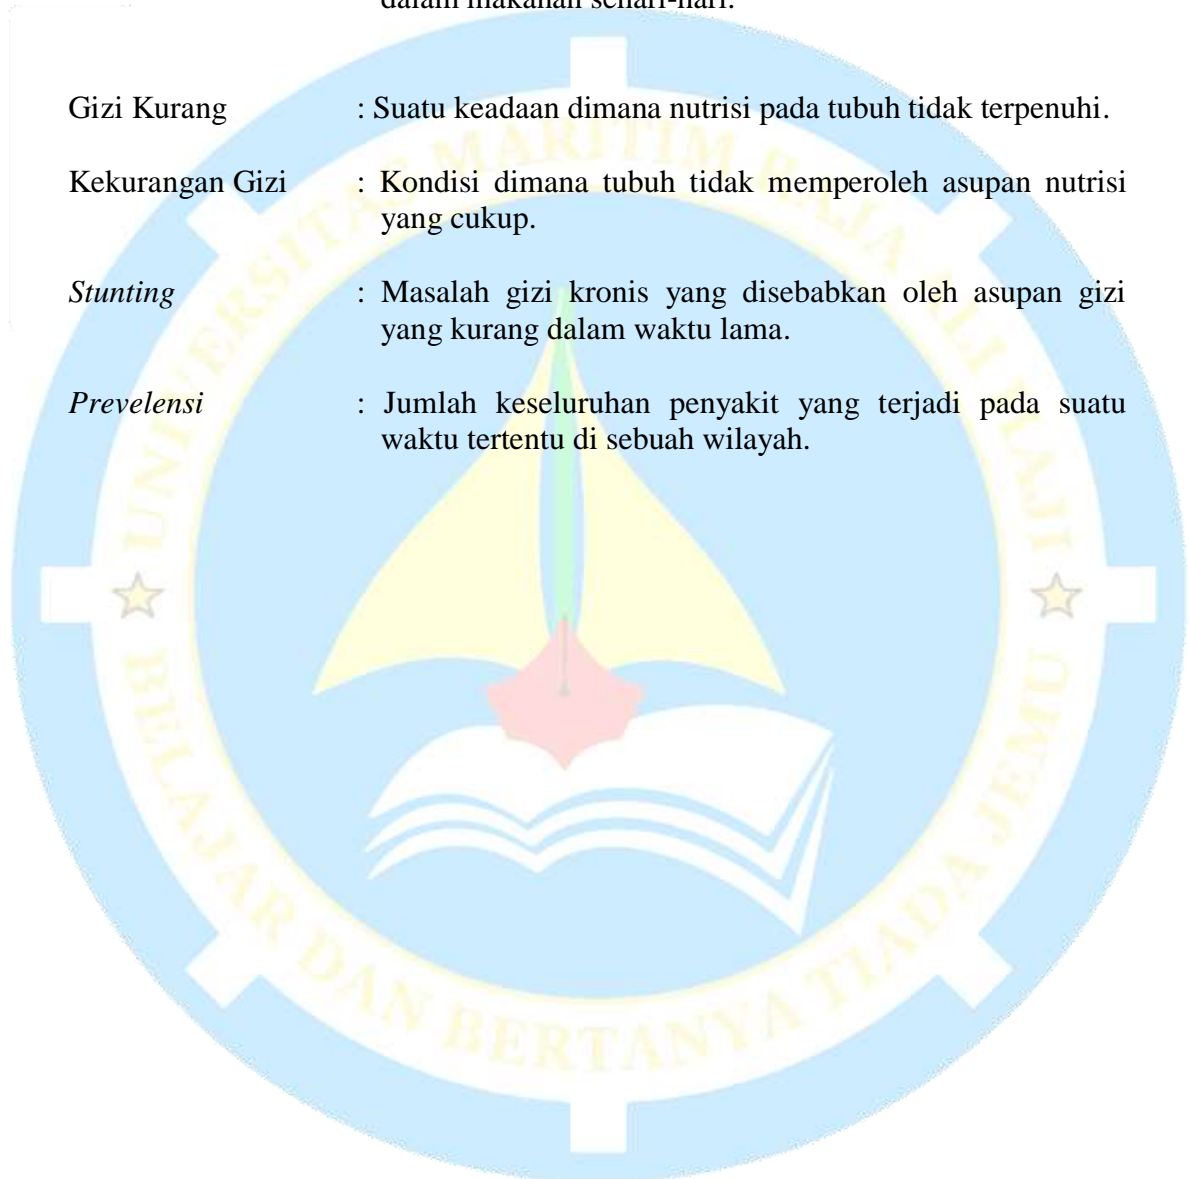 dalam makanan sehari-hari.
Gizi Kurang : Suatu keadaan dimana nutrisi pada tubuh tidak terpenuhi.
Kekurangan Gizi : Kondisi dimana tubuh tidak memperoleh asupan nutrisi
yang cukup.
Stunting : Masalah gizi kronis yang disebabkan oleh asupan gizi
yang kurang dalam waktu lama.
Prevelensi : Jumlah keseluruhan penyakit yang terjadi pada suatu
waktu tertentu di sebuah wilayah.
UNIVERSITAS MARITIM RAJA ALI HAJI
BELAJAR DAN BERTANYA TIADA JEMU